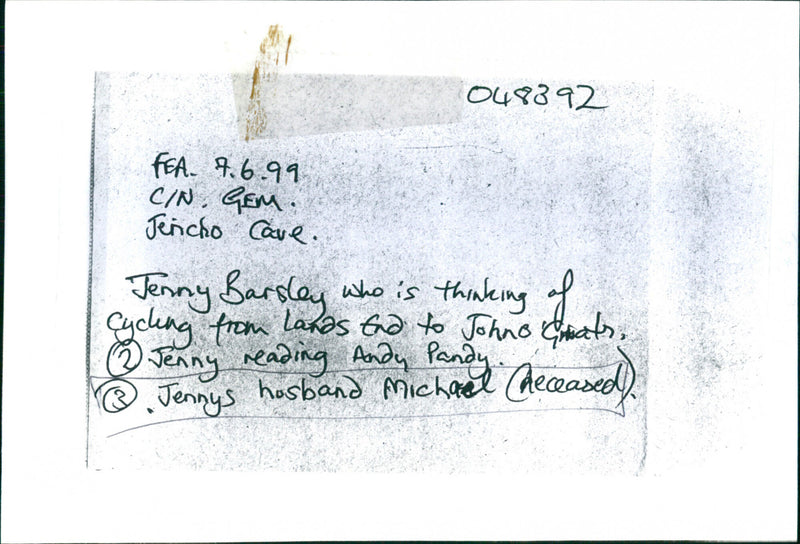 048392
FEA. 7.6.99
C/N. GEM.
Jericho Cave.
Jenny Barsley who is thinking of
Cycling from Lands End to Johno
② Jenny reading Andy Pandy.
③ . Jennys husband Michael (deceased).